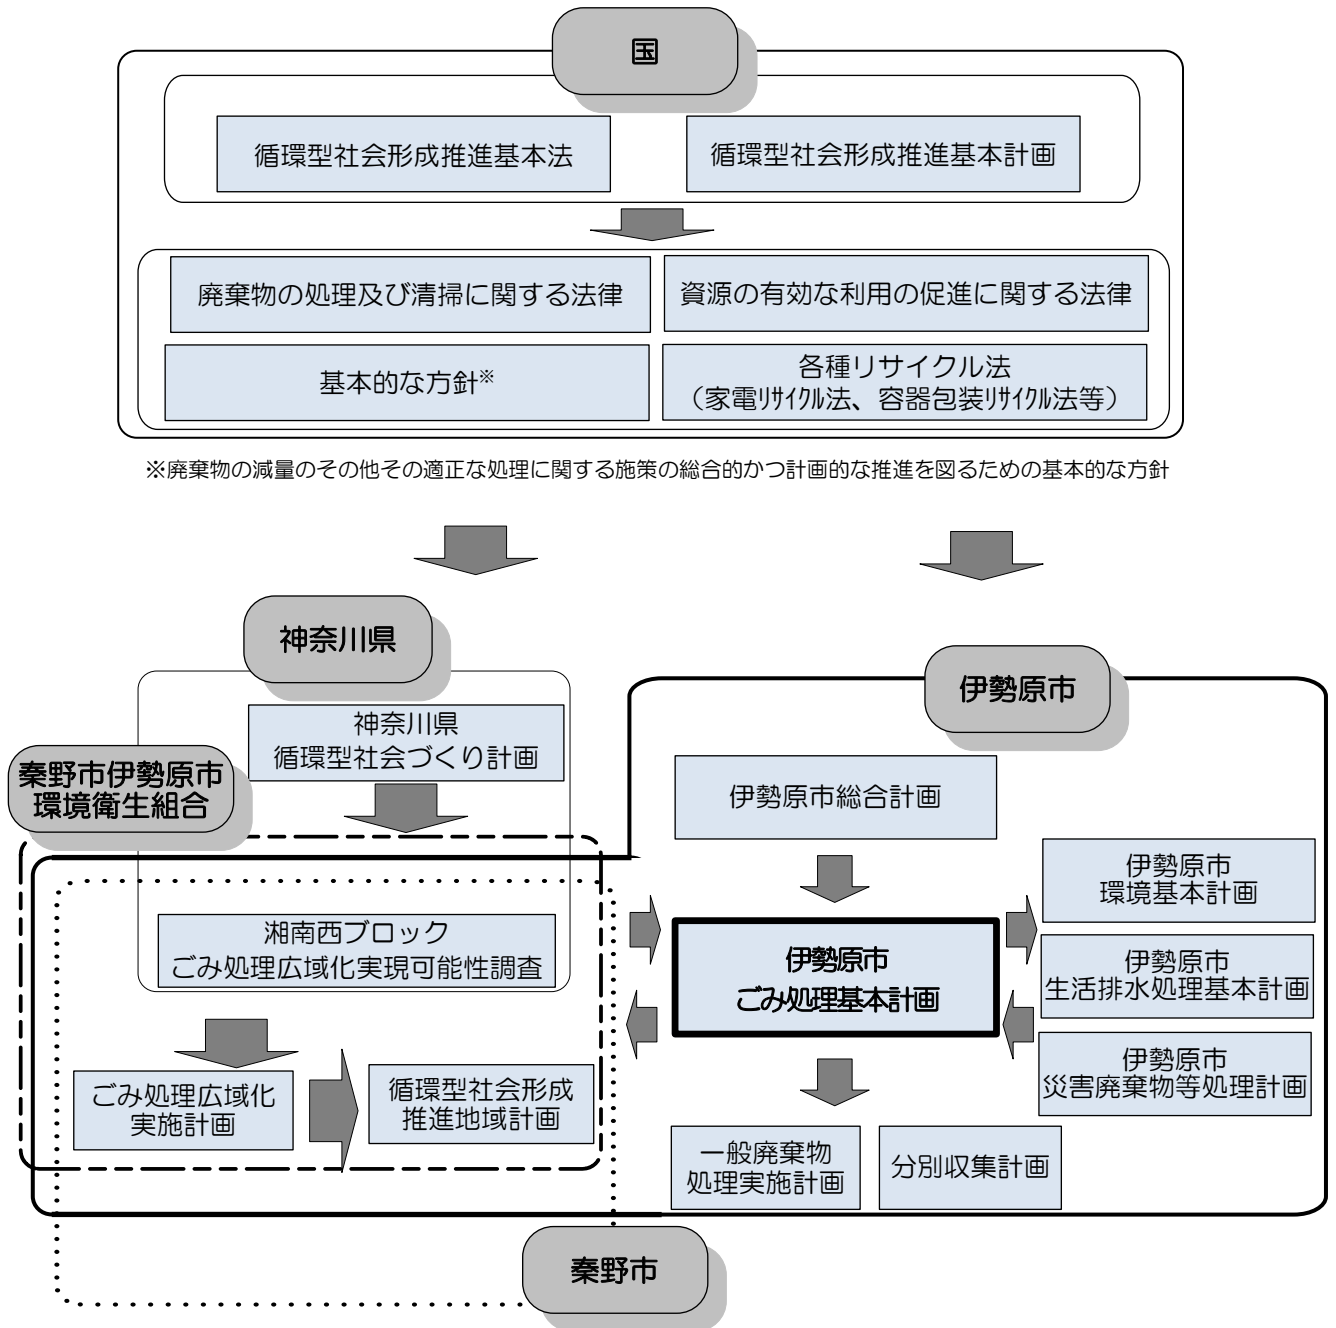 国
循環型社会形成推進基本法
循環型社会形成推進基本計画
廃棄物の処理及び清掃に関する法律
資源の有効な利用の促進に関する法律
基本的な方針※
各種リサイクル法
（家電ﾘｻｲｸﾙ法、容器包装ﾘｻｲｸﾙ法等）
※廃棄物の減量のその他その適正な処理に関する施策の総合的かつ計画的な推進を図るための基本的な方針
神奈川県
神奈川県
循環型社会づくり計画
秦野市伊勢原市
環境衛生組合
湘南西ブロック
ごみ処理広域化実現可能性調査
ごみ処理広域化
実施計画
循環型社会形成
推進地域計画
伊勢原市
伊勢原市総合計画
伊勢原市
ごみ処理基本計画
伊勢原市
環境基本計画
伊勢原市
生活排水処理基本計画
伊勢原市
災害廃棄物等処理計画
一般廃棄物
処理実施計画
分別収集計画
秦野市